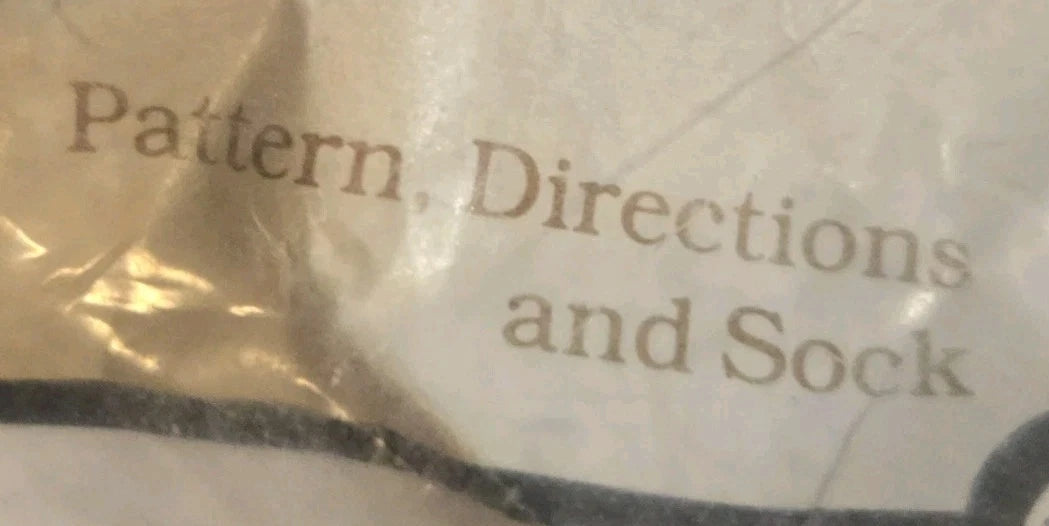 Pattern, Directions
and Sock